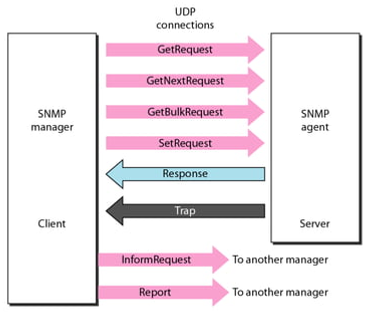 UDP
connections
GetRequest
GetNextRequest
GetBulkRequest
SetRequest
Response
Trap
SNMP
manager
Client
SNMP
agent
Server
InformRequest To another manager
Report To another manager